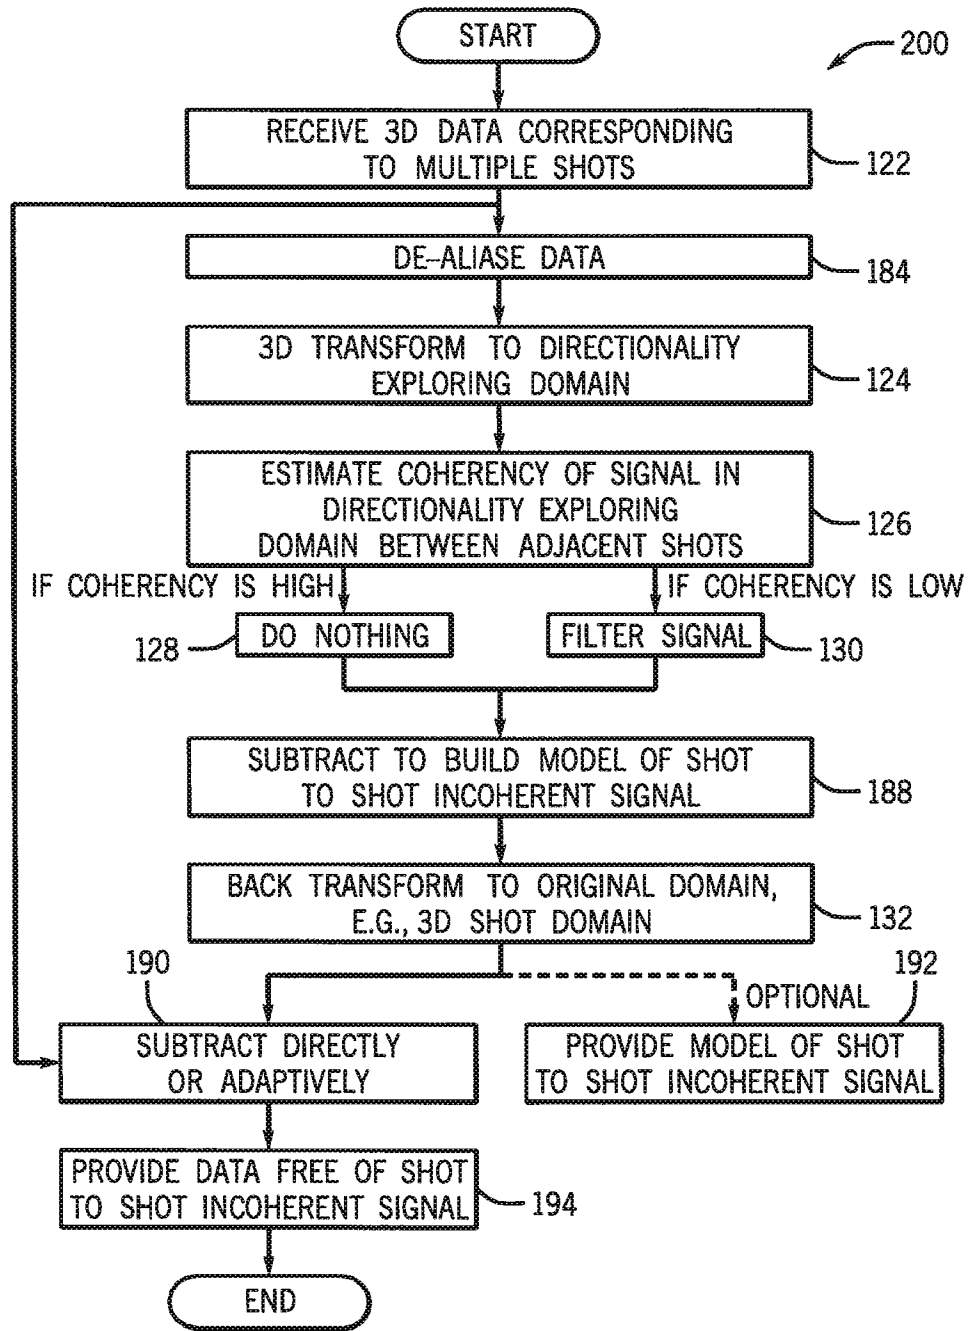 START
200
RECEIVE 3D DATA CORRESPONDING
TO MULTIPLE SHOTS
122
DE-ALIASE DATA
184
3D TRANSFORM TO DIRECTIONALITY
EXPLORING DOMAIN
124
ESTIMATE COHERENCY OF SIGNAL IN
DIRECTIONALITY EXPLORING
DOMAIN BETWEEN ADJACENT SHOTS
126
IF COHERENCY IS HIGH
IF COHERENCY IS LOW
128
DO NOTHING
FILTER SIGNAL
130
SUBTRACT TO BUILD MODEL OF SHOT
TO SHOT INCOHERENT SIGNAL
188
BACK TRANSFORM TO ORIGINAL DOMAIN,
E.G., 3D SHOT DOMAIN
132
190
192
OPTIONAL
SUBTRACT DIRECTLY
OR ADAPTIVELY
PROVIDE MODEL OF SHOT
TO SHOT INCOHERENT SIGNAL
PROVIDE DATA FREE OF SHOT
TO SHOT INCOHERENT SIGNAL
194
END